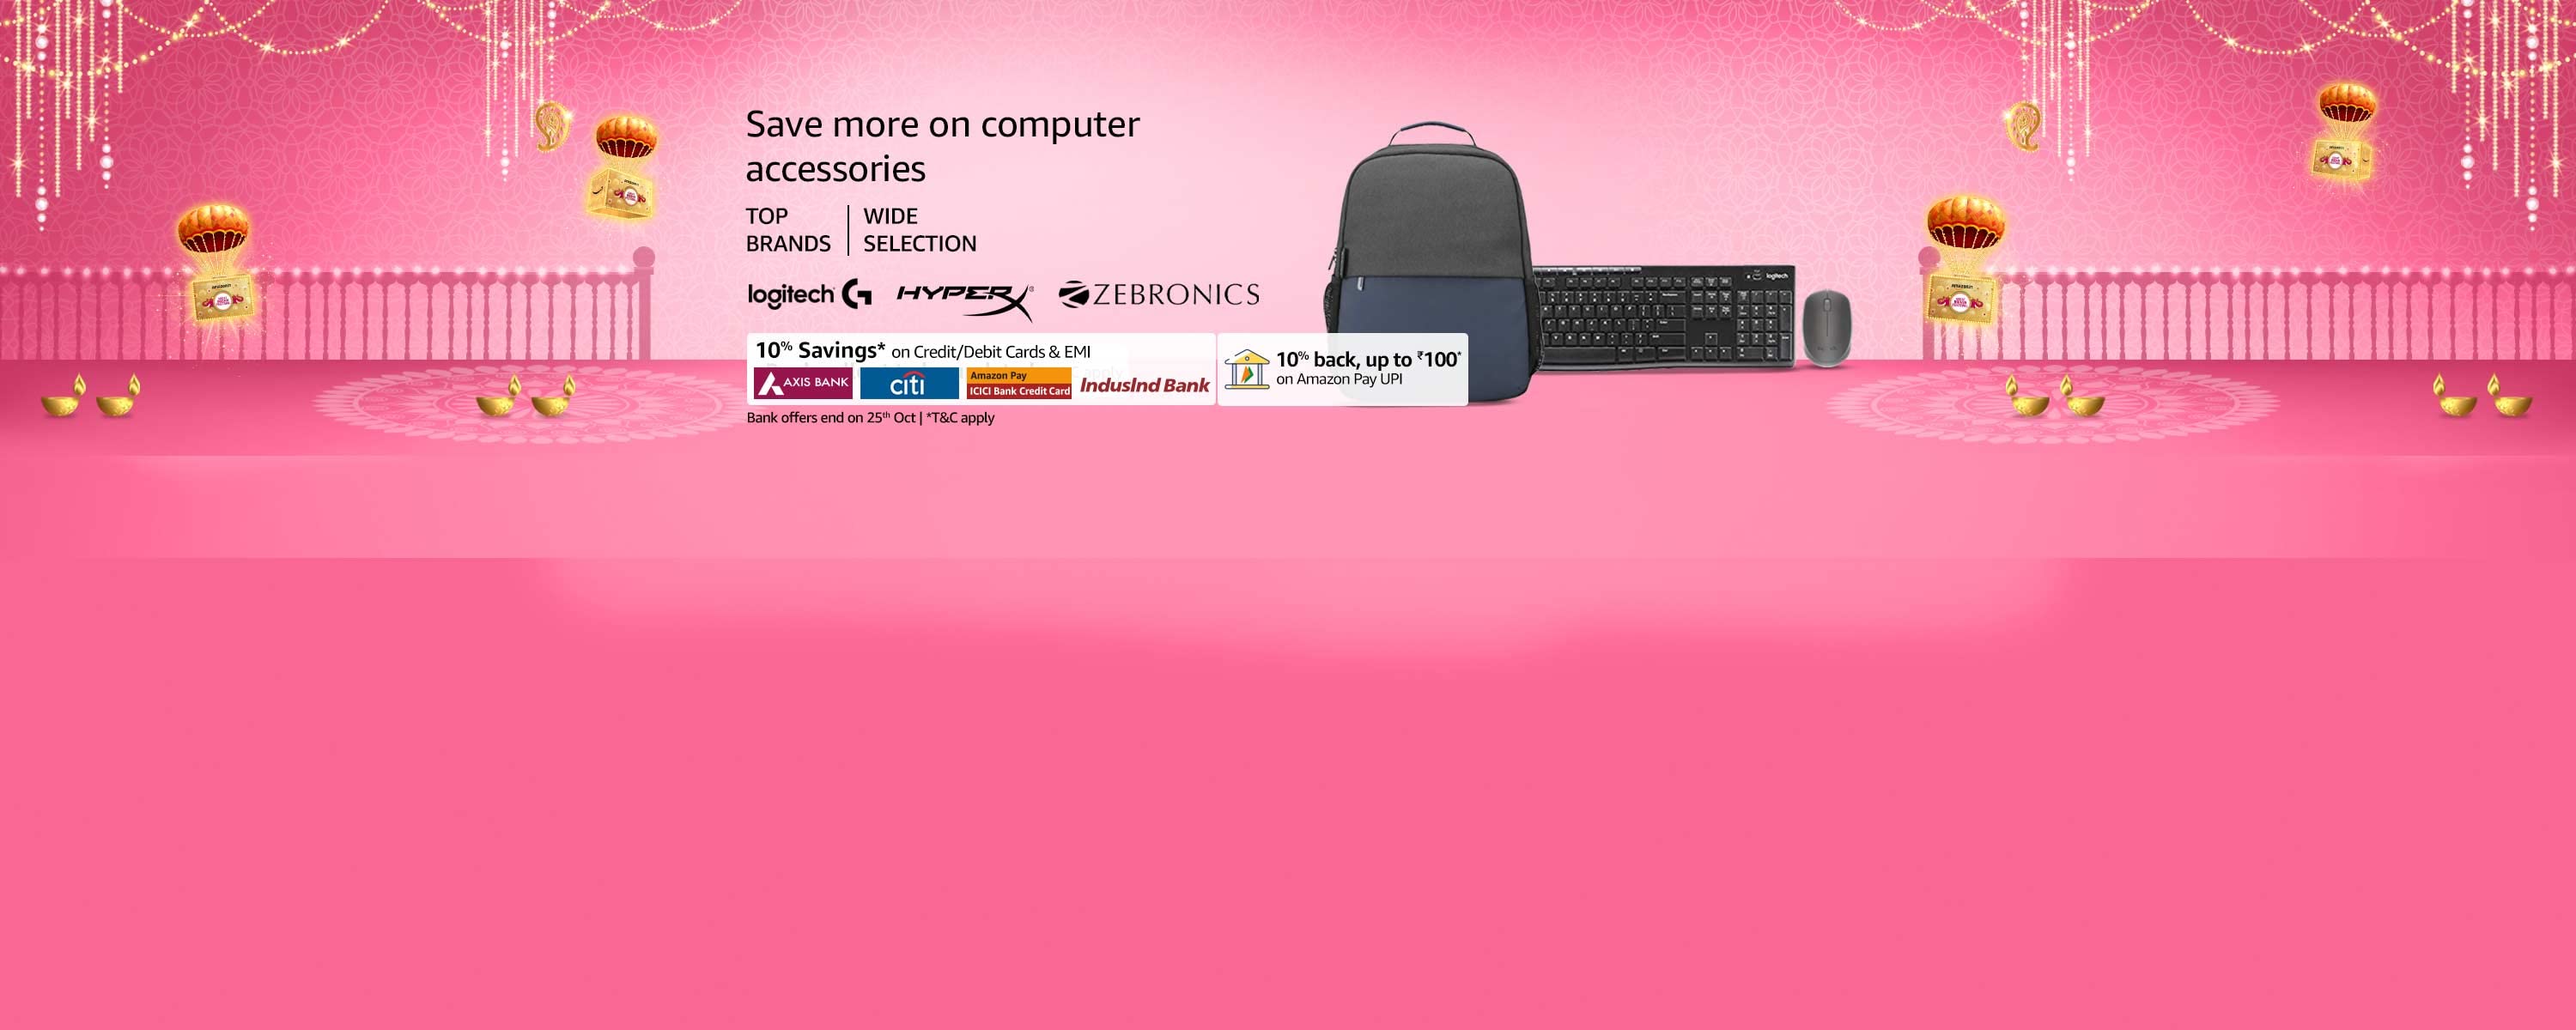 Save more on computer
accessories
TOP
BRANDS
WIDE
SELECTION
logitech G
HYPERX®
ZEBRONICS
10% Savings* on Credit/Debit Cards & EMI
AXIS BANK
citi
Amazon Pay
ICICI Bank Credit Card
IndusInd Bank
10% back, up to ₹100*
on Amazon Pay UPI
Bank offers end on 25th Oct | *T&C apply
logitech